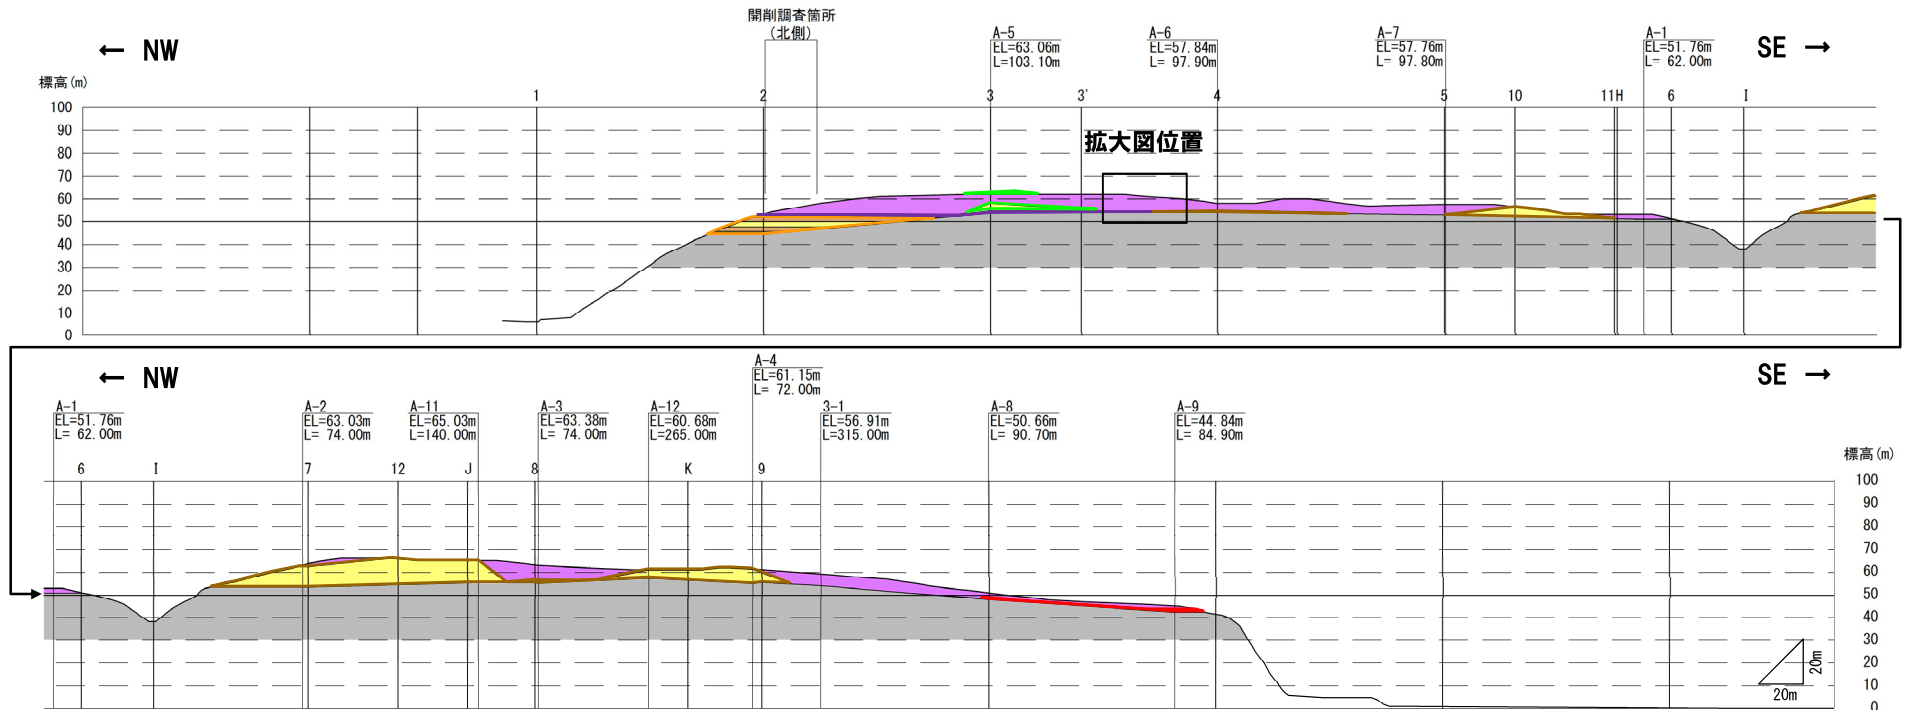 開削調査箇所
(北側)
A-5
EL=63.06m
L=103.10m
A-6
EL=57.84m
L= 97.90m
A-7
EL=57.76m
L= 97.80m
A-1
EL=51.76m
L= 62.00m
← NW
SE →
標高(m)
1 2 3 3' 4 5 10 11H 6 I
100
90
80
70
60
50
40
30
20
10
0
拡大図位置
← NW
SE →
A-4
EL=61.15m
L= 72.00m
A-1
EL=51.76m
L= 62.00m
A-2
EL=63.03m
L= 74.00m
A-11
EL=65.03m
L=140.00m
A-3
EL=63.38m
L= 74.00m
A-12
EL=60.68m
L=265.00m
3-1
EL=56.91m
L=315.00m
A-8
EL=50.66m
L= 90.70m
A-9
EL=44.84m
L= 84.90m
6 I 7 12 J 8 K 9
標高(m)
100
90
80
70
60
50
40
30
20
10
0
20m
20m